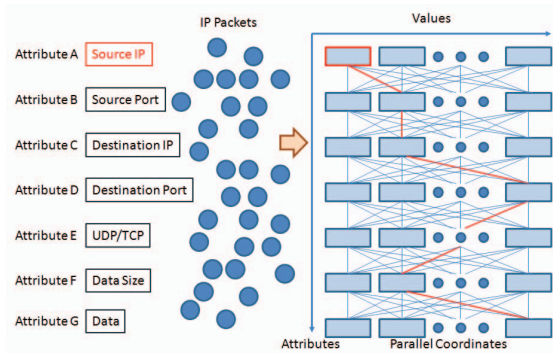 IP Packets
Values
Attribute A Source IP
Attribute B Source Port
Attribute C Destination IP
Attribute D Destination Port
Attribute E UDP/TCP
Attribute F Data Size
Attribute G Data
Attributes
Parallel Coordinates